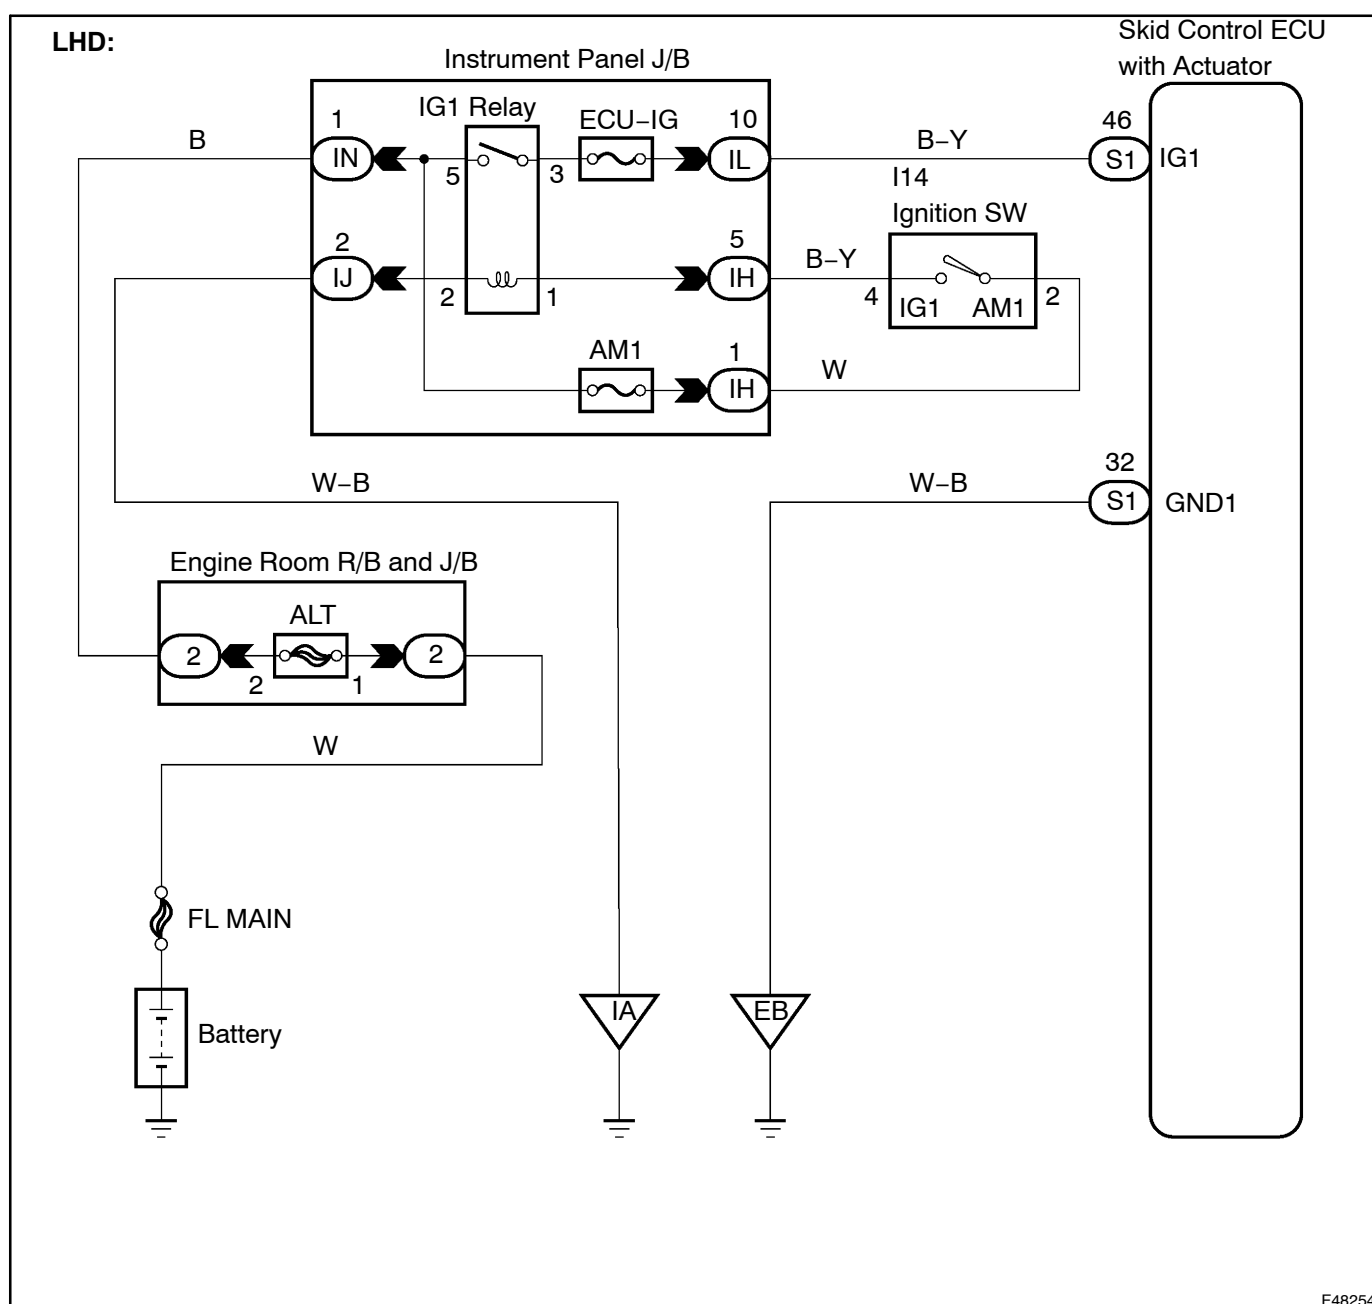 LHD:
Skid Control ECU
with Actuator
Instrument Panel J/B
IG1 Relay
ECU−IG
1
10
46
B
IN
5
3
IL
B−Y
S1
IG1
I14
Ignition SW
2
5
IJ
2
1
IH
B−Y
4
IG1
AM1
2
AM1
1
IH
W
W−B
W−B
32
S1
GND1
Engine Room R/B and J/B
ALT
2
2
1
2
W
FL MAIN
Battery
IA
EB
F48254